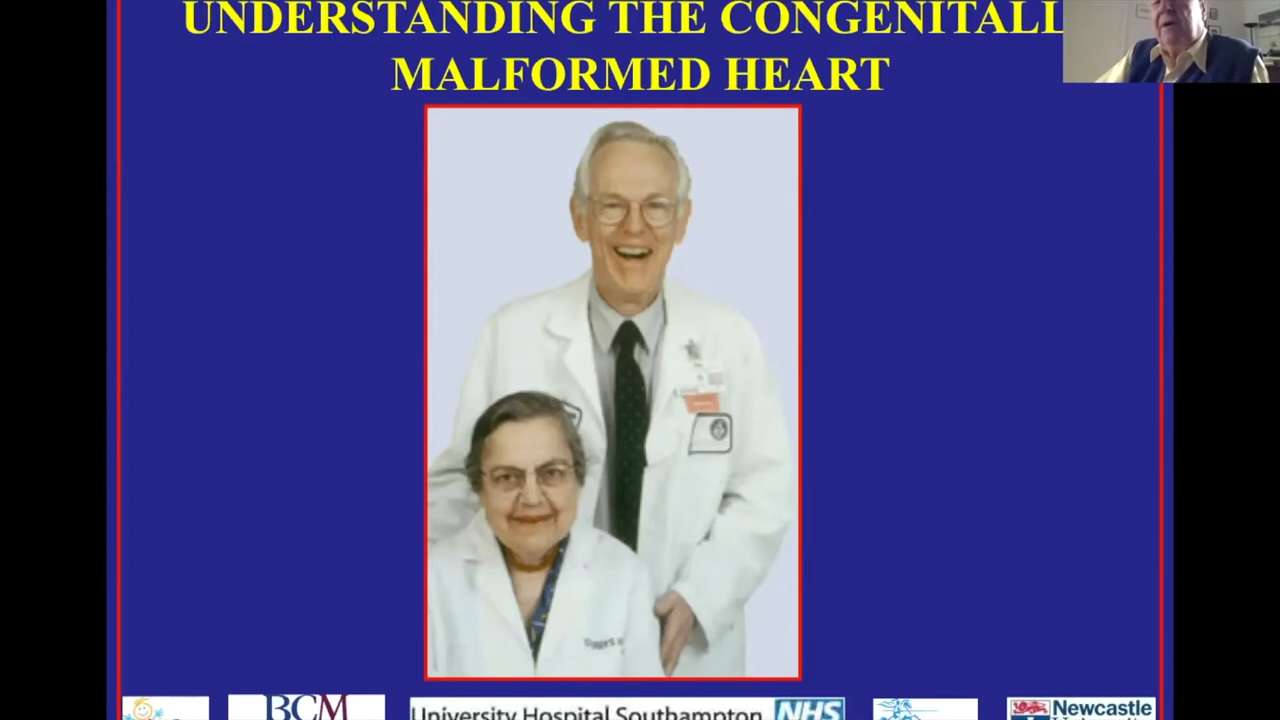 UNDERSTANDING THE CONGENITALL
MALFORMED HEART
BCM
University Hospital Southampton
NHS
Newcastle